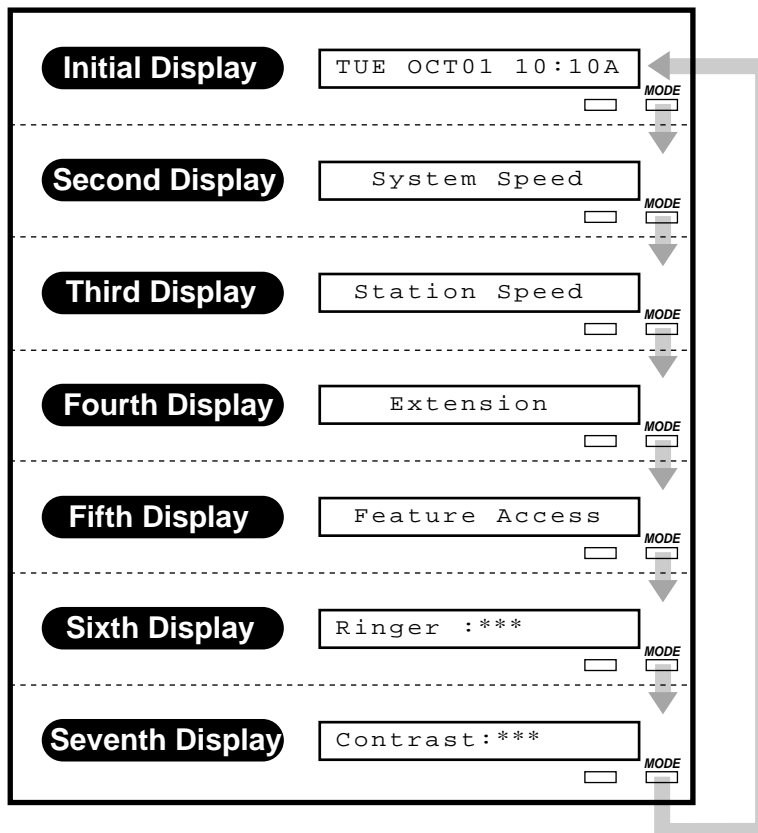 Initial Display
TUE OCT01 10:10A
MODE
Second Display
System Speed
MODE
Third Display
Station Speed
MODE
Fourth Display
Extension
MODE
Fifth Display
Feature Access
MODE
Sixth Display
Ringer :***
MODE
Seventh Display
Contrast:***
MODE